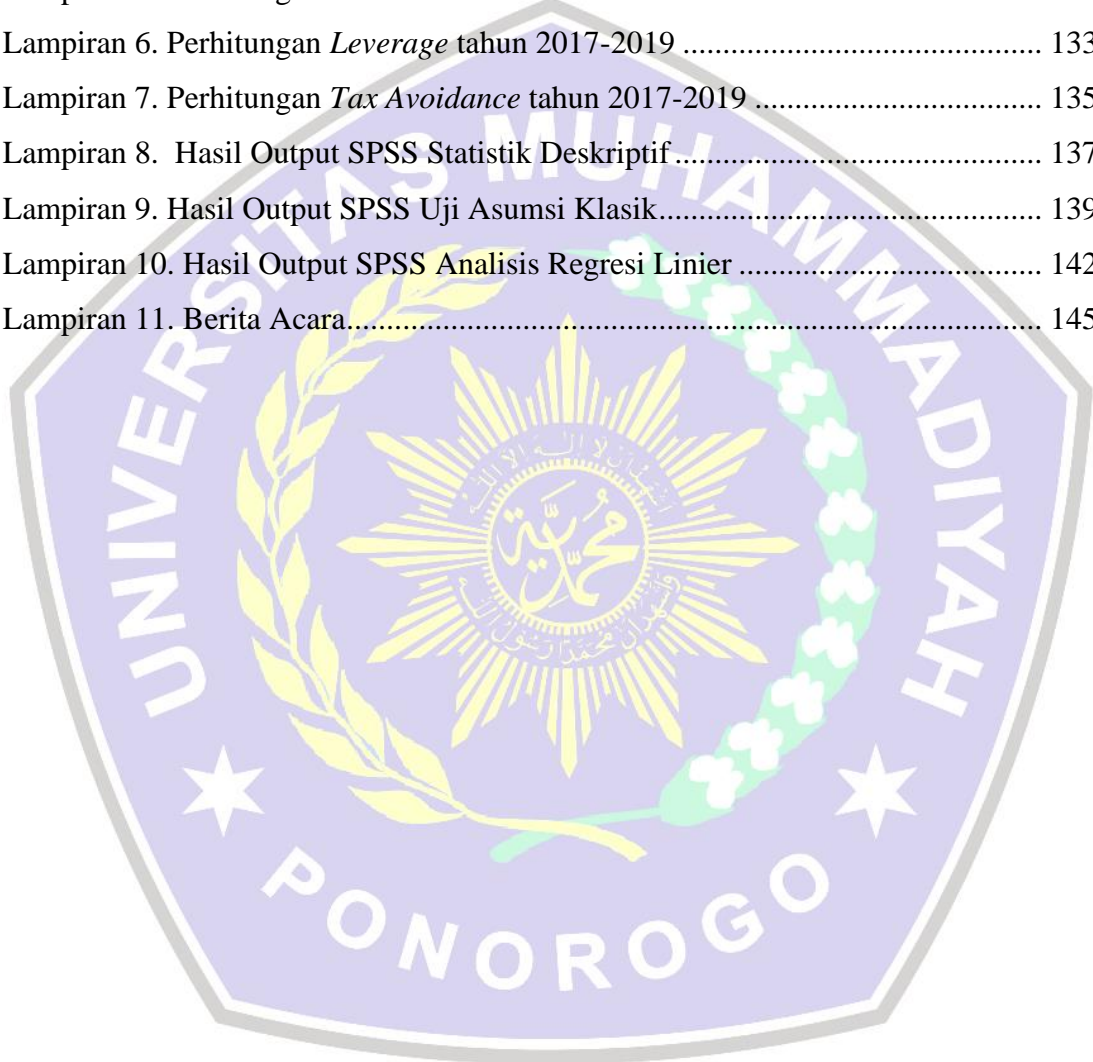 Lampiran 6. Perhitungan Leverage tahun 2017-2019 ....................................... 133
Lampiran 7. Perhitungan Tax Avoidance tahun 2017-2019 ............................... 135
Lampiran 8.  Hasil Output SPSS Statistik Deskriptif ........................................ 137
Lampiran 9. Hasil Output SPSS Uji Asumsi Klasik.......................................... 139
Lampiran 10. Hasil Output SPSS Analisis Regresi Linier ................................. 142
Lampiran 11. Berita Acara................................................................................. 145
UNIVERSITAS MUHAMMADIYAH
محمدية
PONOROGO